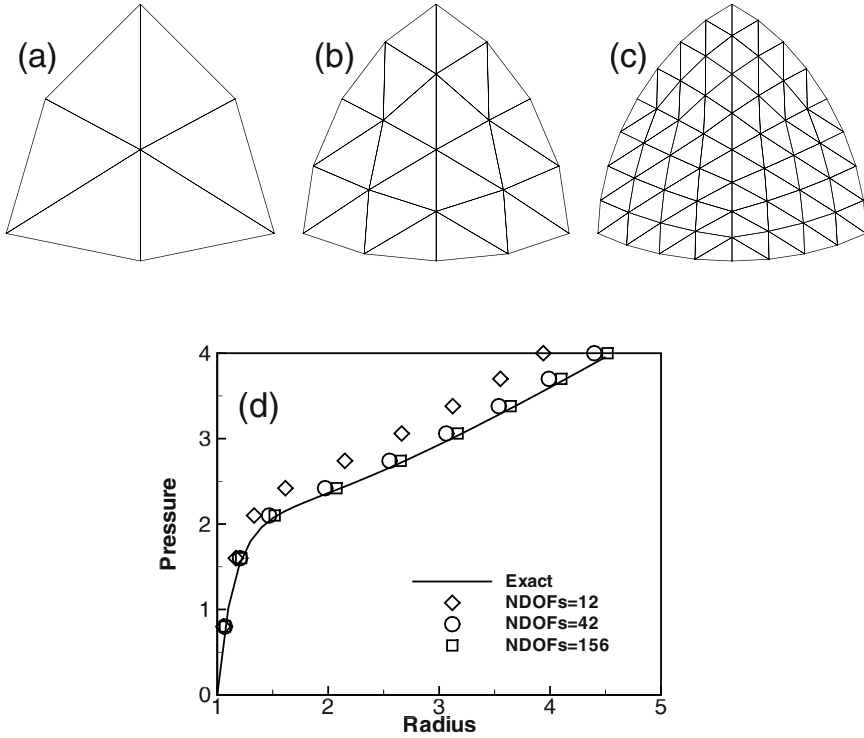 (a)
(b)
(c)
(d)
4
3
2
1
0
Pressure
Exact
NDOFs=12
NDOFs=42
NDOFs=156
1
2
3
4
5
Radius